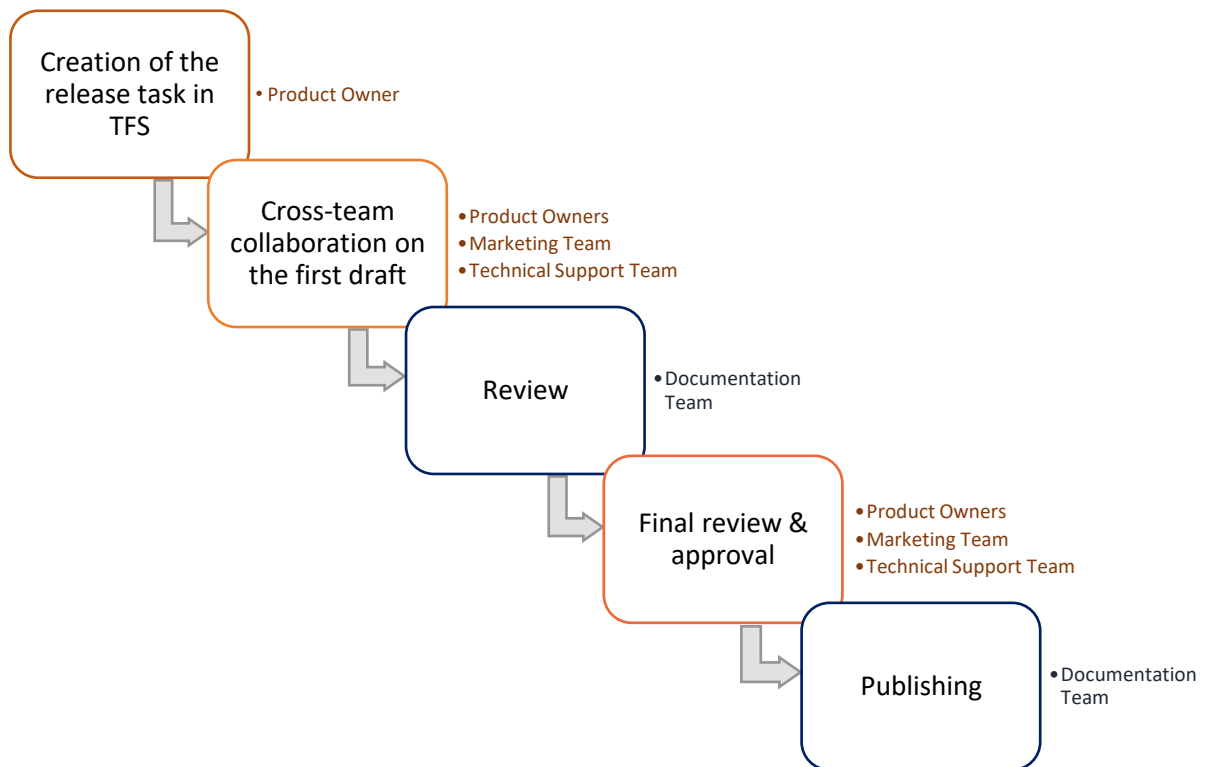 Creation of the
release task in
TFS
• Product Owner
Cross-team
collaboration on
the first draft
•Product Owners
•Marketing Team
•Technical Support Team
Review
•Documentation
Team
Final review &
approval
•Product Owners
•Marketing Team
•Technical Support Team
Publishing
•Documentation
Team